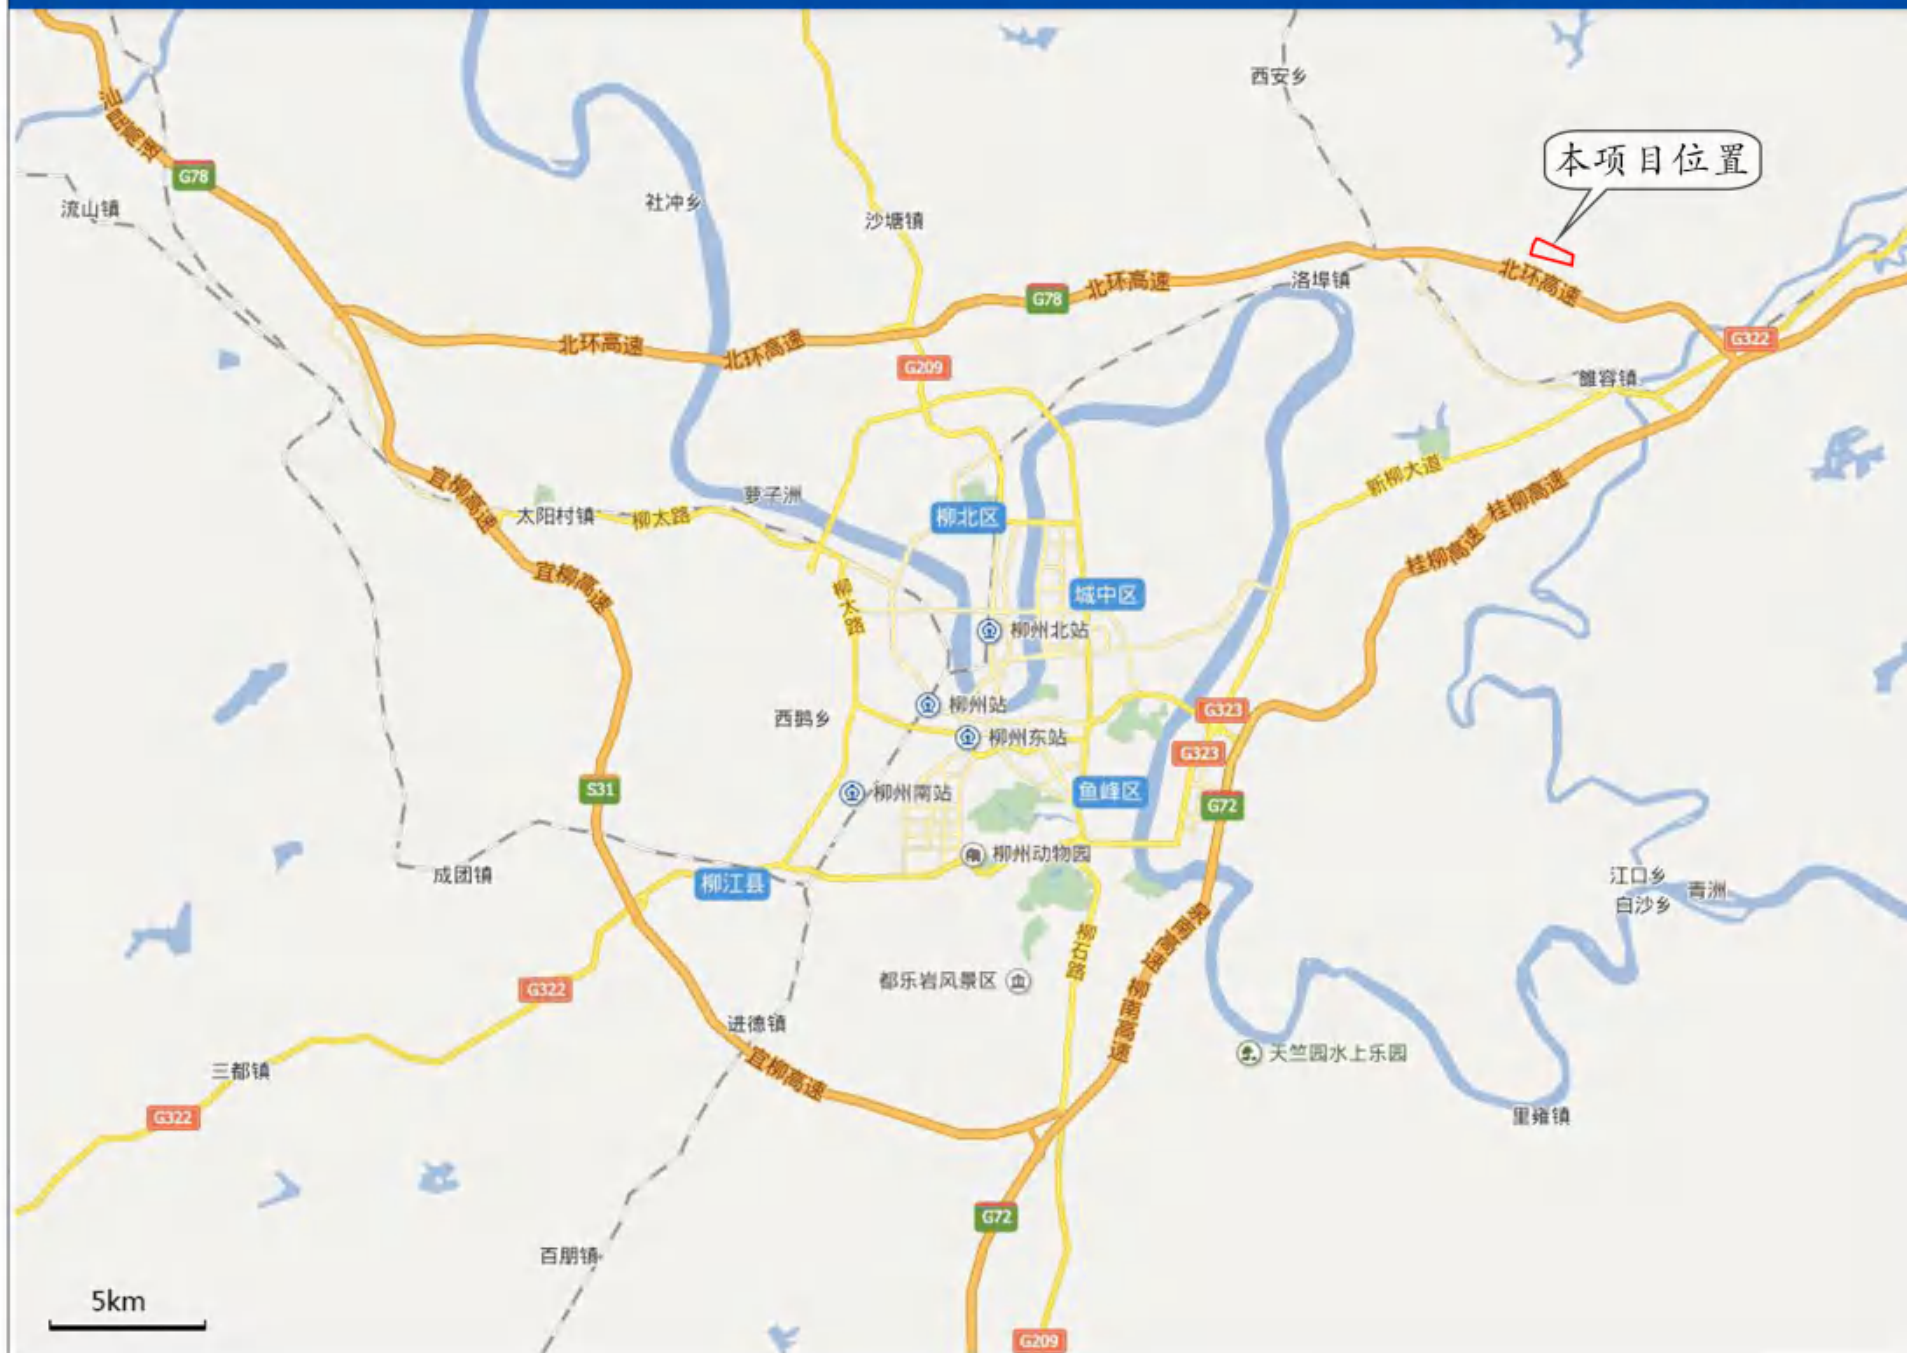 西安乡
汕昆高速
本项目位置
G78
社冲乡
流山镇
沙塘镇
北环高速
洛埠镇
北环高速
G78
北环高速
北环高速
G322
G209
雒容镇
新柳大道
宜柳高速
萝子洲
桂柳高速
太阳村镇
柳太路
柳北区
桂柳高速
宜柳高速
柳太路
城中区
柳州北站
柳州站
G323
西鹅乡
柳州东站
G323
S31
柳州南站
鱼峰区
G72
柳州动物园
成团镇
柳江县
江口乡
青洲
白沙乡
泉南高速
柳石路
都乐岩风景区
G322
柳南高速
进德镇
天竺园水上乐园
三都镇
宜柳高速
G322
里雍镇
G72
百朋镇
5km
G209